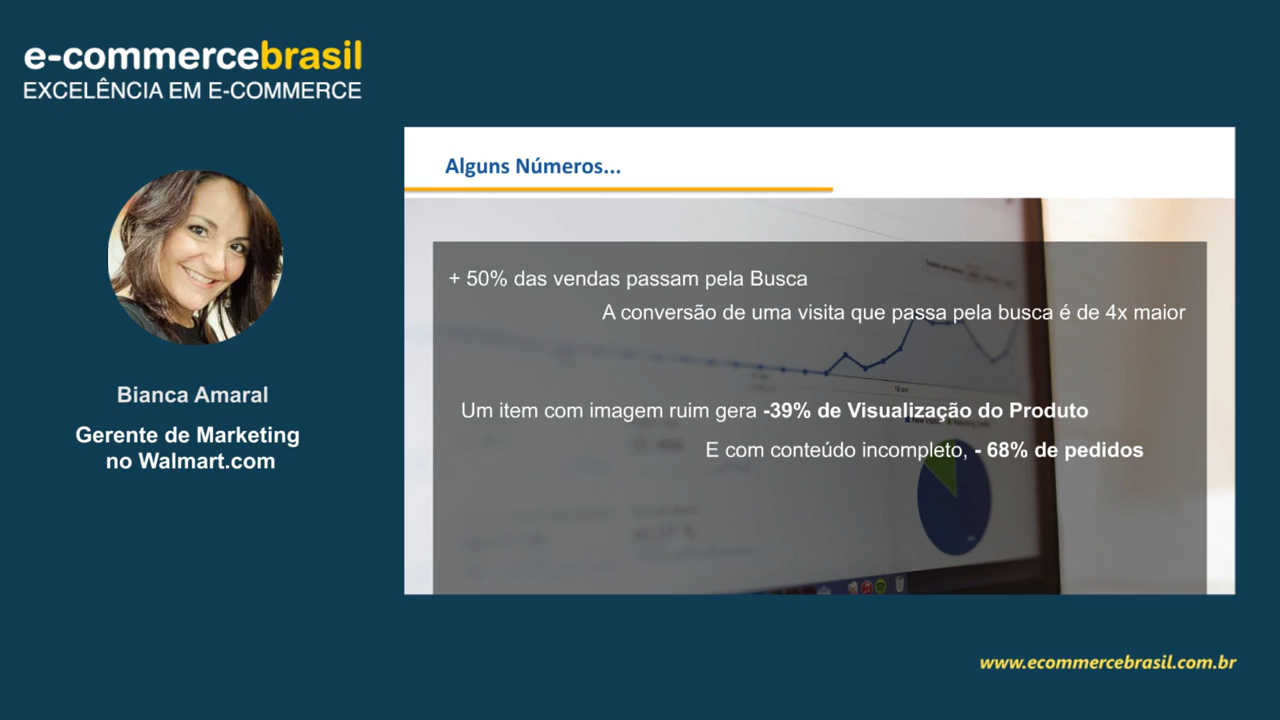 e-commercebrasil
EXCELÊNCIA EM E-COMMERCE
Bianca Amaral
Gerente de Marketing
no Walmart.com
Alguns Números...
+ 50% das vendas passam pela Busca
A conversão de uma visita que passa pela busca é de 4x maior
Um item com imagem ruim gera -39% de Visualização do Produto
E com conteúdo incompleto, - 68% de pedidos
www.ecommercebrasil.com.br